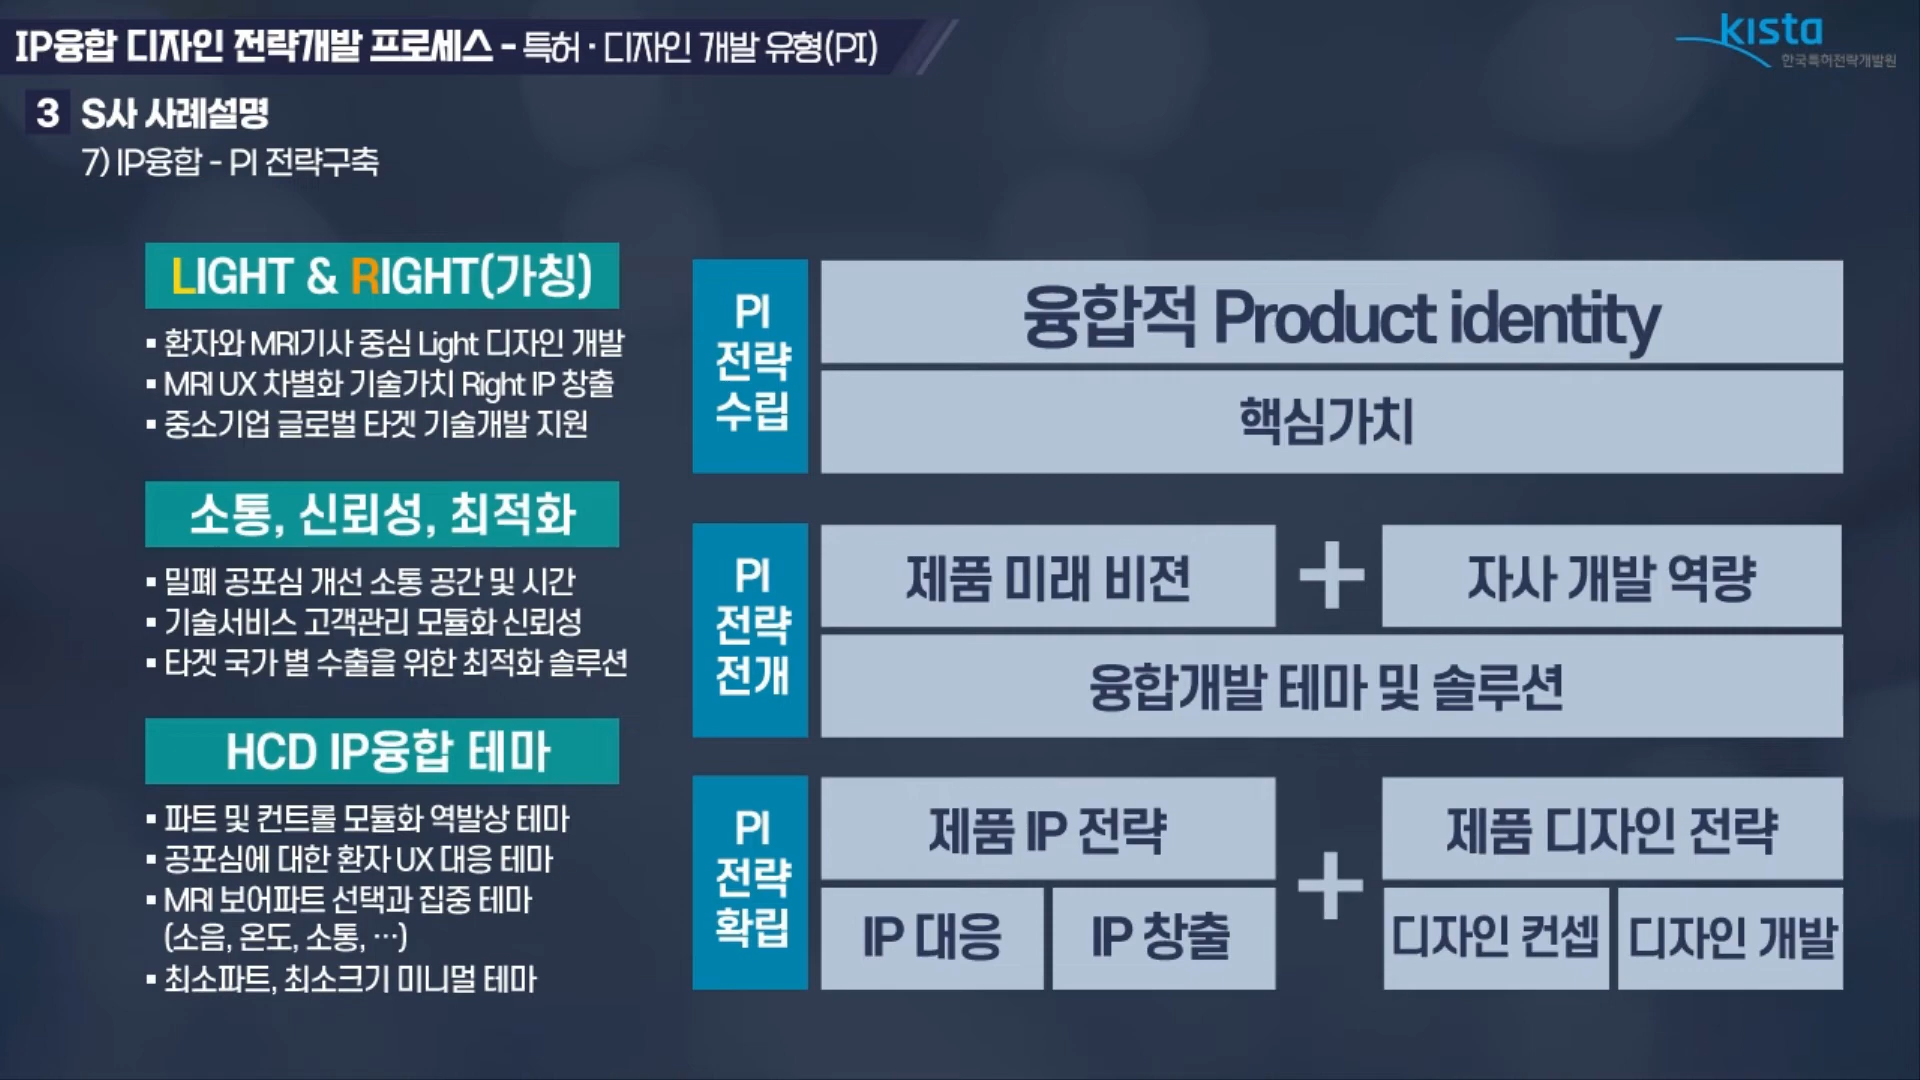 IP융합 디자인 전략개발 프로세스 - 특허 · 디자인 개발 유형(PI)
kista
한국특허전략개발원
3 S사 사례설명
7) IP융합 - PI 전략구축
LIGHT & RIGHT(가칭)
▪ 환자와 MRI기사 중심 Light 디자인 개발
▪ MRI UX 차별화 기술가치 Right IP 창출
▪ 중소기업 글로벌 타겟 기술개발 지원
소통, 신뢰성, 최적화
▪ 밀폐 공포심 개선 소통 공간 및 시간
▪ 기술서비스 고객관리 모듈화 신뢰성
▪ 타겟 국가 별 수출을 위한 최적화 솔루션
HCD IP융합 테마
▪ 파트 및 컨트롤 모듈화 역발상 테마
▪ 공포심에 대한 환자 UX 대응 테마
▪ MRI 보어파트 선택과 집중 테마
(소음, 온도, 소통, …)
▪ 최소파트, 최소크기 미니멀 테마
PI
전략
수립
융합적 Product identity
핵심가치
PI
전략
전개
제품 미래 비젼 + 자사 개발 역량
융합개발 테마 및 솔루션
PI
전략
확립
제품 IP 전략 + 제품 디자인 전략
IP 대응 IP 창출 디자인 컨셉 디자인 개발